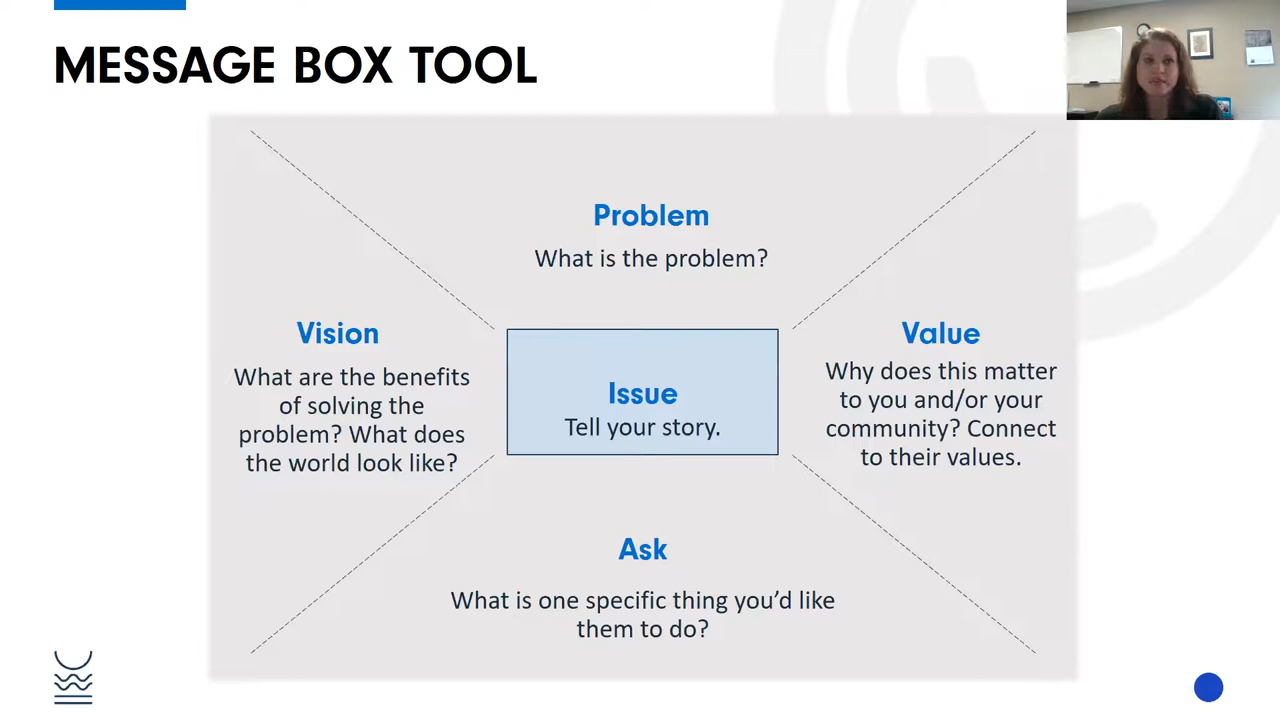 MESSAGE BOX TOOL
Problem
What is the problem?
Vision
What are the benefits
of solving the
problem? What does
the world look like?
Issue
Tell your story.
Value
Why does this matter
to you and/or your
community? Connect
to their values.
Ask
What is one specific thing you’d like
them to do?